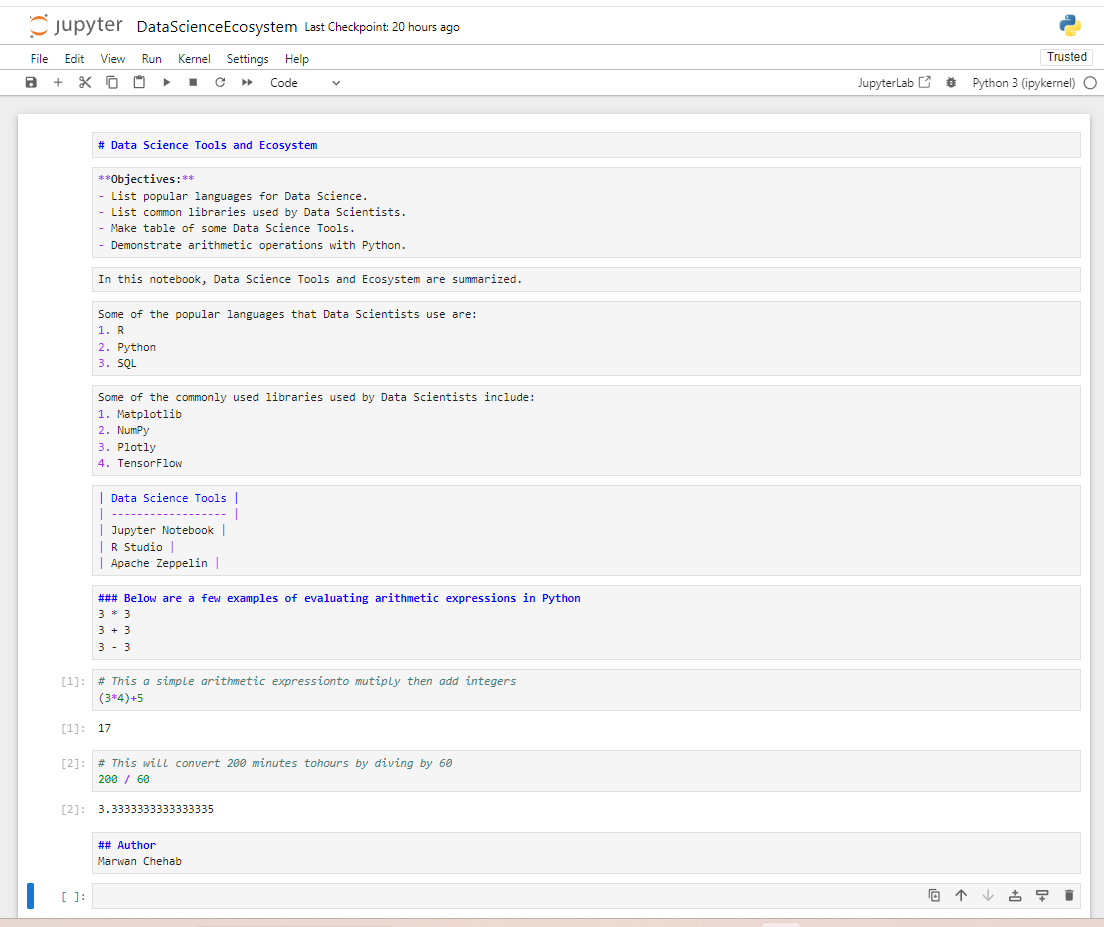 jupyter DataScienceEcosystem Last Checkpoint: 20 hours ago
File Edit View Run Kernel Settings Help Trusted
Code JupyterLab Python 3 (ipykernel)
# Data Science Tools and Ecosystem
**Objectives:**
- List popular languages for Data Science.
- List common libraries used by Data Scientists.
- Make table of some Data Science Tools.
- Demonstrate arithmetic operations with Python.
In this notebook, Data Science Tools and Ecosystem are summarized.
Some of the popular languages that Data Scientists use are:
1. R
2. Python
3. SQL
Some of the commonly used libraries used by Data Scientists include:
1. Matplotlib
2. NumPy
3. Plotly
4. TensorFlow
| Data Science Tools |
| ------------------ |
| Jupyter Notebook |
| R Studio |
| Apache Zeppelin |
### Below are a few examples of evaluating arithmetic expressions in Python
3 * 3
3 + 3
3 - 3
[1]: # This a simple arithmetic expressionto mutiply then add integers
(3*4)+5
[1]: 17
[2]: # This will convert 200 minutes tohours by diving by 60
200 / 60
[2]: 3.3333333333333335
## Author
Marwan Chehab
[ ]: